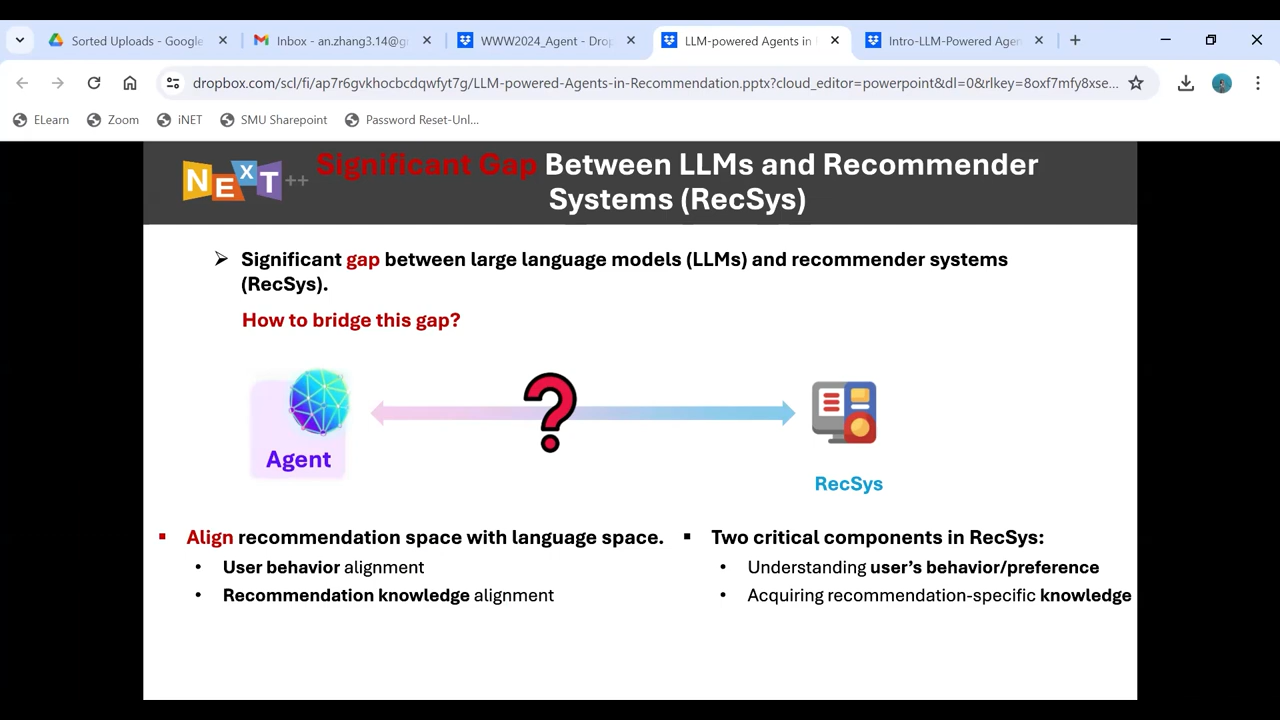 Sorted Uploads - Google
Inbox - an.zhang3.14@g
WWW2024_Agent - Drop
LLM-powered Agents in
Intro-LLM-Powered Agen
dropbox.com/scl/fi/ap7r6gvkhocbcdqwfyt7g/LLM-powered-Agents-in-Recommendation.pptx?cloud_editor=powerpoint&dl=0&rlkey=8oxf7mfy8xse...
ELearn Zoom iNET SMU Sharepoint Password Reset-Unl...
NEXT++
Significant Gap Between LLMs and Recommender
Systems (RecSys)
➢ Significant gap between large language models (LLMs) and recommender systems
(RecSys).
How to bridge this gap?
?
Agent
RecSys
▪ Align recommendation space with language space.
• User behavior alignment
• Recommendation knowledge alignment
▪ Two critical components in RecSys:
• Understanding user's behavior/preference
• Acquiring recommendation-specific knowledge